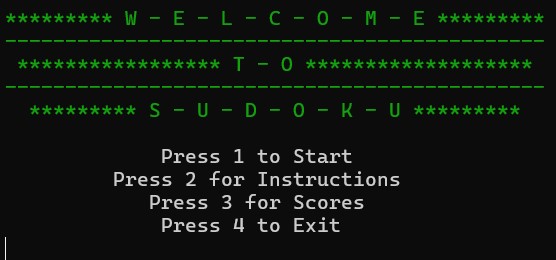 ********* W - E - L - C - O - M - E *********
---------------------------------------------
***************** T - O *******************
---------------------------------------------
********* S - U - D - O - K - U *********
Press 1 to Start
Press 2 for Instructions
Press 3 for Scores
Press 4 to Exit